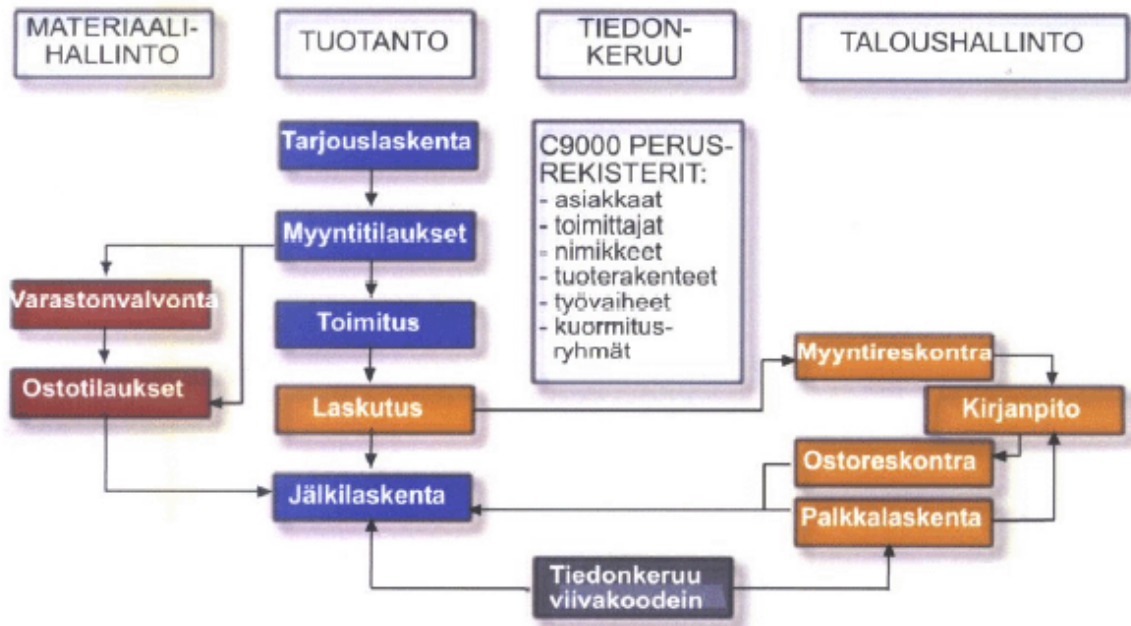 MATERIAALI-
HALLINTO
TUOTANTO
TIEDON-
KERUU
TALOUSHALLINTO
Tarjouslaskenta
Myyntitilaukset
Varastonvalvonta
Toimitus
Ostotilaukset
Laskutus
Jälkilaskenta
C9000 PERUS-
REKISTERIT:
- asiakkaat
- toimittajat
- nimikkeet
- tuoterakenteet
- työvaiheet
- kuormitus-
ryhmät
Myyntireskontra
Kirjanpito
Ostoreskontra
Palkkalaskenta
Tiedonkeruu
viivakoodein